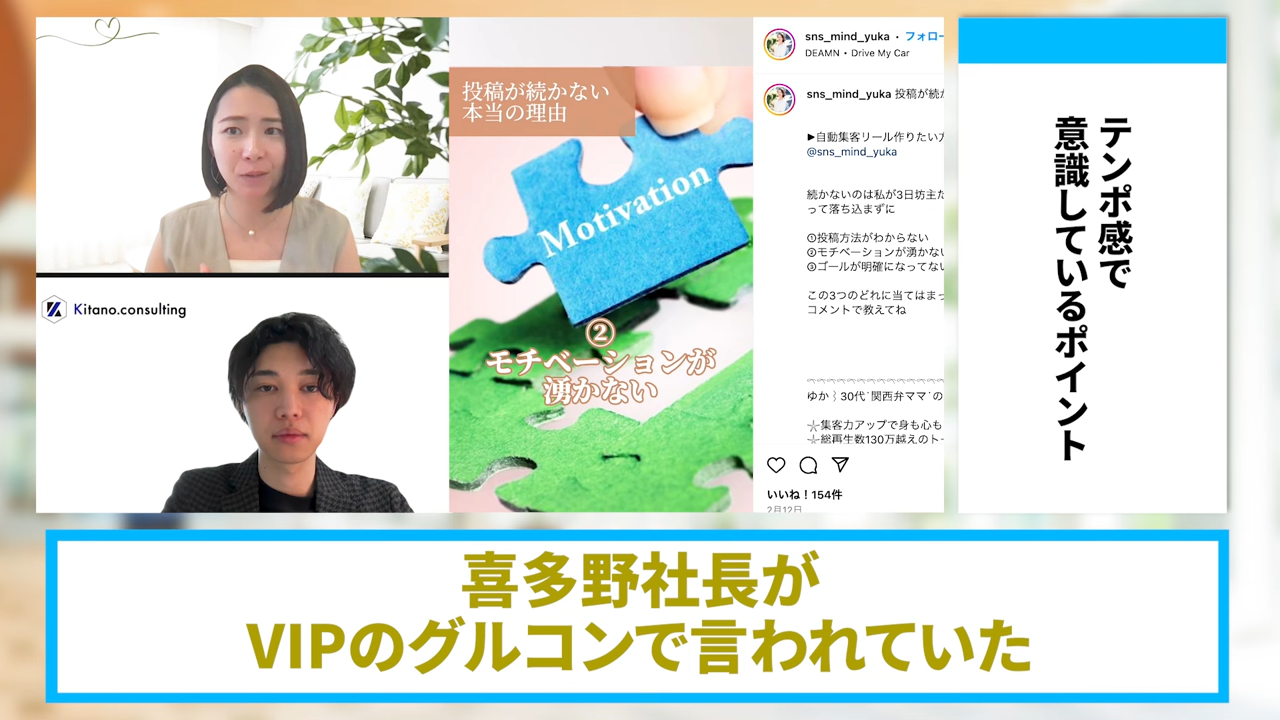 Kitano.consulting
投稿が続かない
本当の理由
Motivation
②
モチベーションが
湧かない
sns_mind_yuka • フォロー
DEAMN • Drive My Car
sns_mind_yuka 投稿が続か
▶自動集客リール作りたい方
@sns_mind_yuka
続かないのは私が3日坊主だ
って落ち込まずに
①投稿方法がわからない
②モチベーションが湧かない
③ゴールが明確になってない
この3つのどれに当てはまっ
コメントで教えてね
ゆか⌇30代˙関西弁ママ˙の
集客力アップで身も心も
総再生数130万越えのトー
いいね！154件
2月12日
テンポ感で
意識しているポイント
喜多野社長が
VIPのグルコンで言われていた